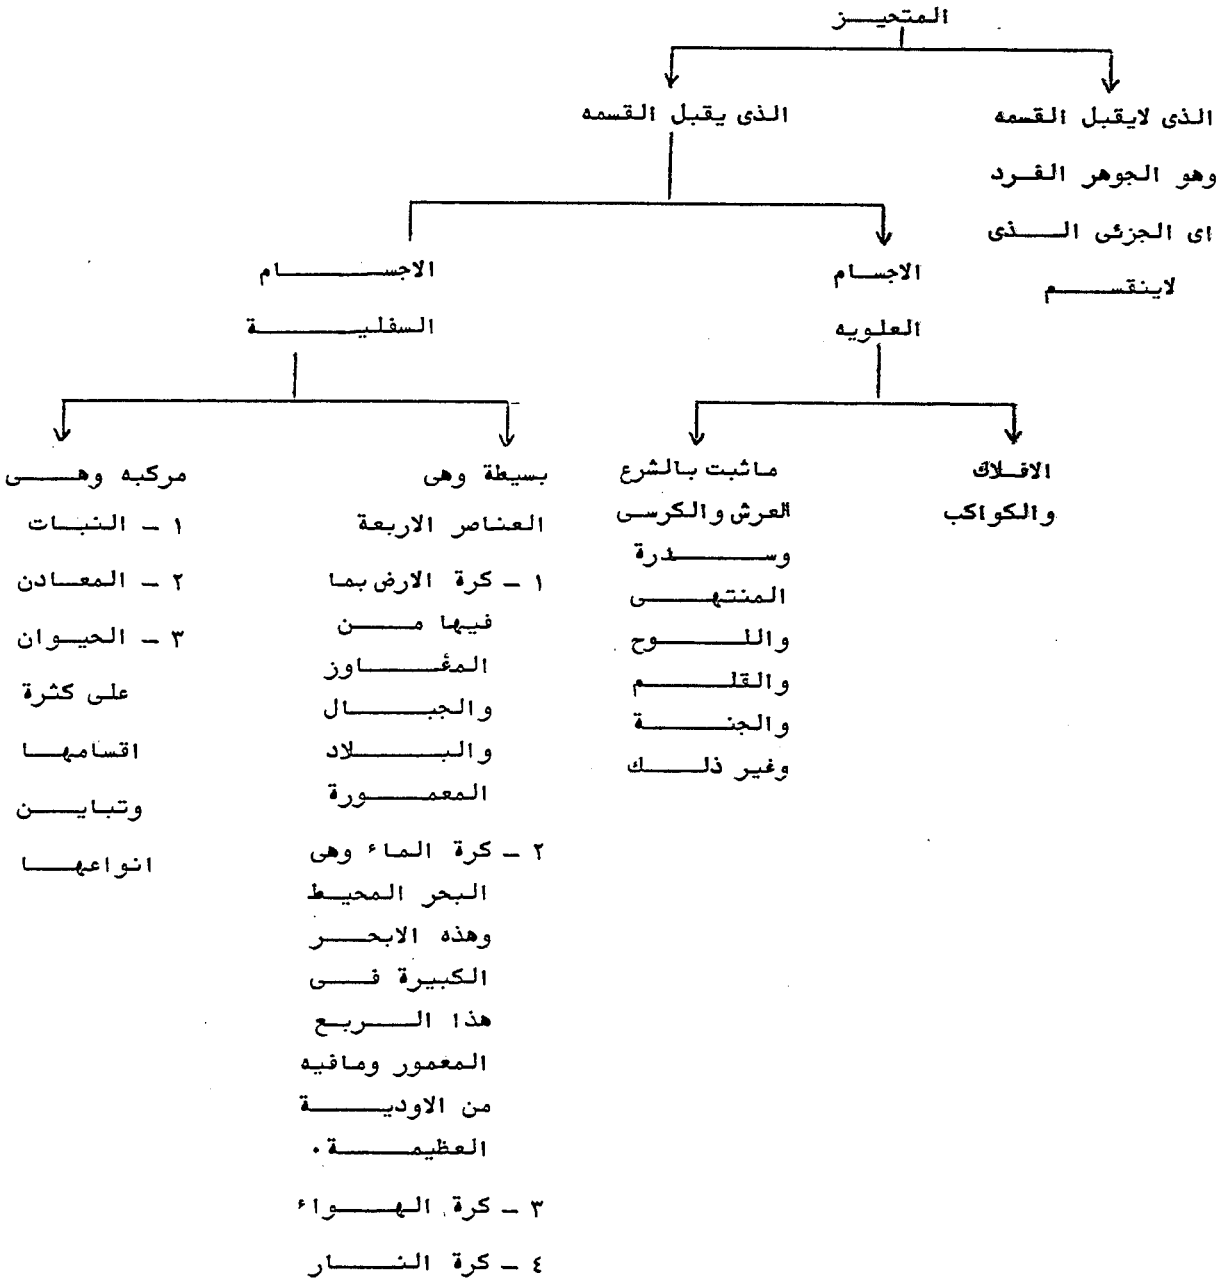 المتحيز
الذى لايقبل القسمه
وهو الجوهر الفرد
اى الجزئى الذى
لاينقسم
الذى يقبل القسمه
الاجسام
العلويه
الاجسام
السفلية
الافلاك
والكواكب
ماثبت بالشرع
العرش والكرسى
وسدرة
المنتهى
واللوح
والقلم
والجنة
وغير ذلك
بسيطة وهى
العناصر الاربعة
١ - كرة الارض بما
فيها من
المفاوز
والجبال
والبلاد
المعمورة
٢ - كرة الماء وهى
البحر المحيط
وهذه الابحر
الكبيرة فى
هذا الربع
المعمور ومافيه
من الاودية
العظيمة.
٣ - كرة الهواء
٤ - كرة النار
مركبه وهى
١ - النبات
٢ - المعادن
٣ - الحيوان
على كثرة
اقسامها
وتباين
انواعها